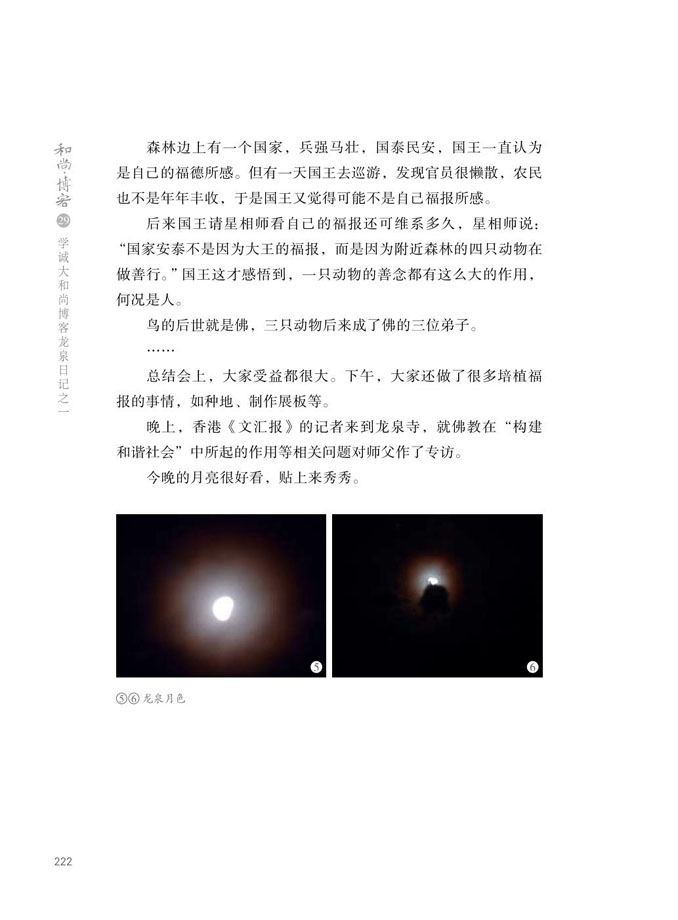 和尚·博客 29 学诚大和尚博客龙泉日记之一
森林边上有一个国家，兵强马壮，国泰民安，国王一直认为
是自己的福德所感。但有一天国王去巡游，发现官员很懒散，农民
也不是年年丰收，于是国王又觉得可能不是自己福报所感。
后来国王请星相师看自己的福报还可维系多久，星相师说：
“国家安泰不是因为大王的福报，而是因为附近森林的四只动物在
做善行。”国王这才感悟到，一只动物的善念都有这么大的作用，
何况是人。
鸟的后世就是佛，三只动物后来成了佛的三位弟子。
……
总结会上，大家受益都很大。下午，大家还做了很多培植福
报的事情，如种地、制作展板等。
晚上，香港《文汇报》的记者来到龙泉寺，就佛教在“构建
和谐社会”中所起的作用等相关问题对师父作了专访。
今晚的月亮很好看，贴上来秀秀。
⑤
⑥
⑤⑥ 龙泉月色
222